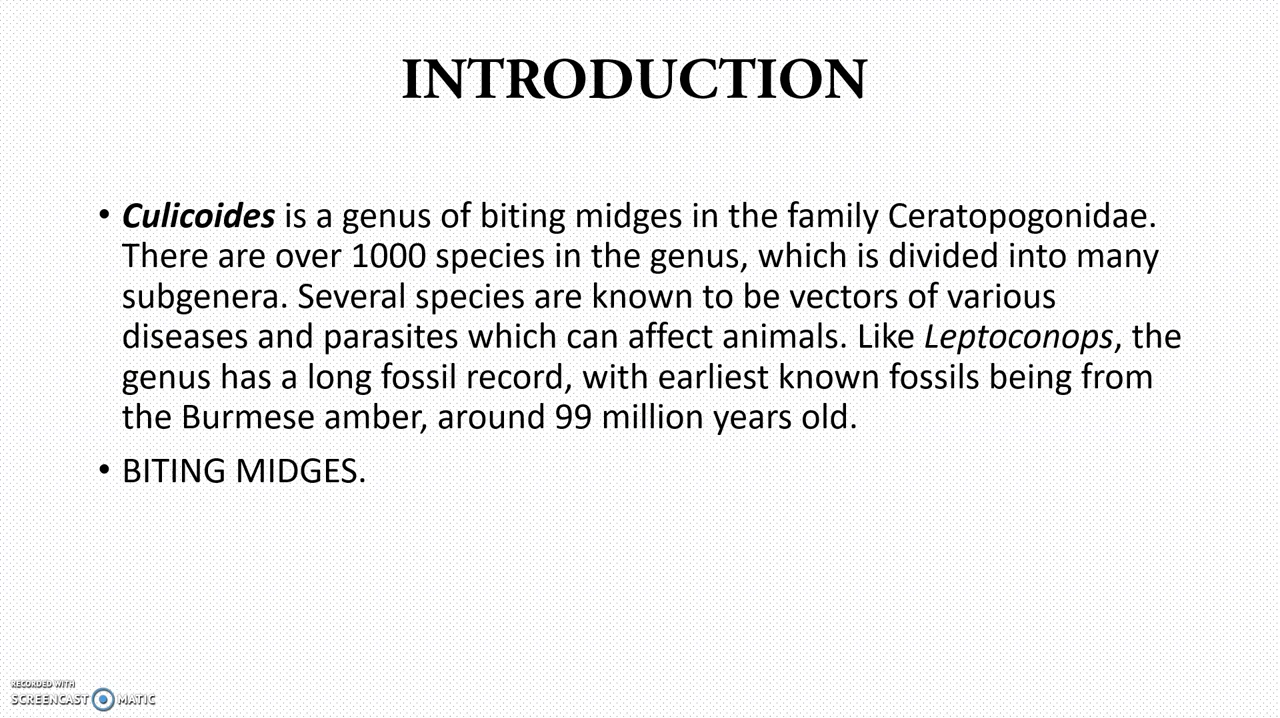 INTRODUCTION
• Culicoides is a genus of biting midges in the family Ceratopogonidae.
There are over 1000 species in the genus, which is divided into many
subgenera. Several species are known to be vectors of various
diseases and parasites which can affect animals. Like Leptoconops, the
genus has a long fossil record, with earliest known fossils being from
the Burmese amber, around 99 million years old.
• BITING MIDGES.
RECORDED WITH
SCREENCAST MATIC